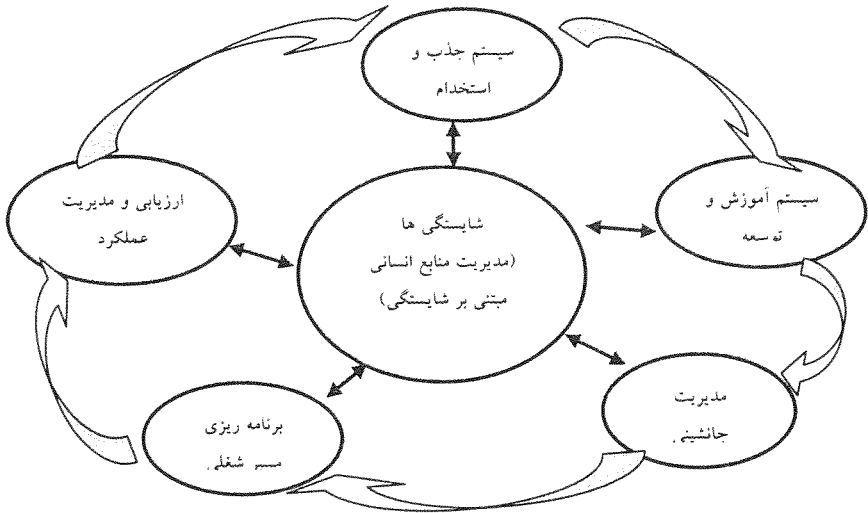 سیستم جذب و
استخدام
سیستم آموزش و
توسعه
مدیریت
جانشینی
برنامه ریزی
مسیر شغلی
ارزیابی و مدیریت
عملکرد
شایستگی ها
(مدیریت منابع انسانی
مبتنی بر شایستگی)